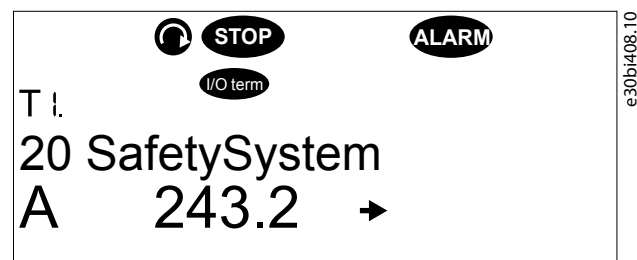 STOP ALARM
I/O term
T 1.
20 SafetySystem
A 243.2 →
e30bi408.10